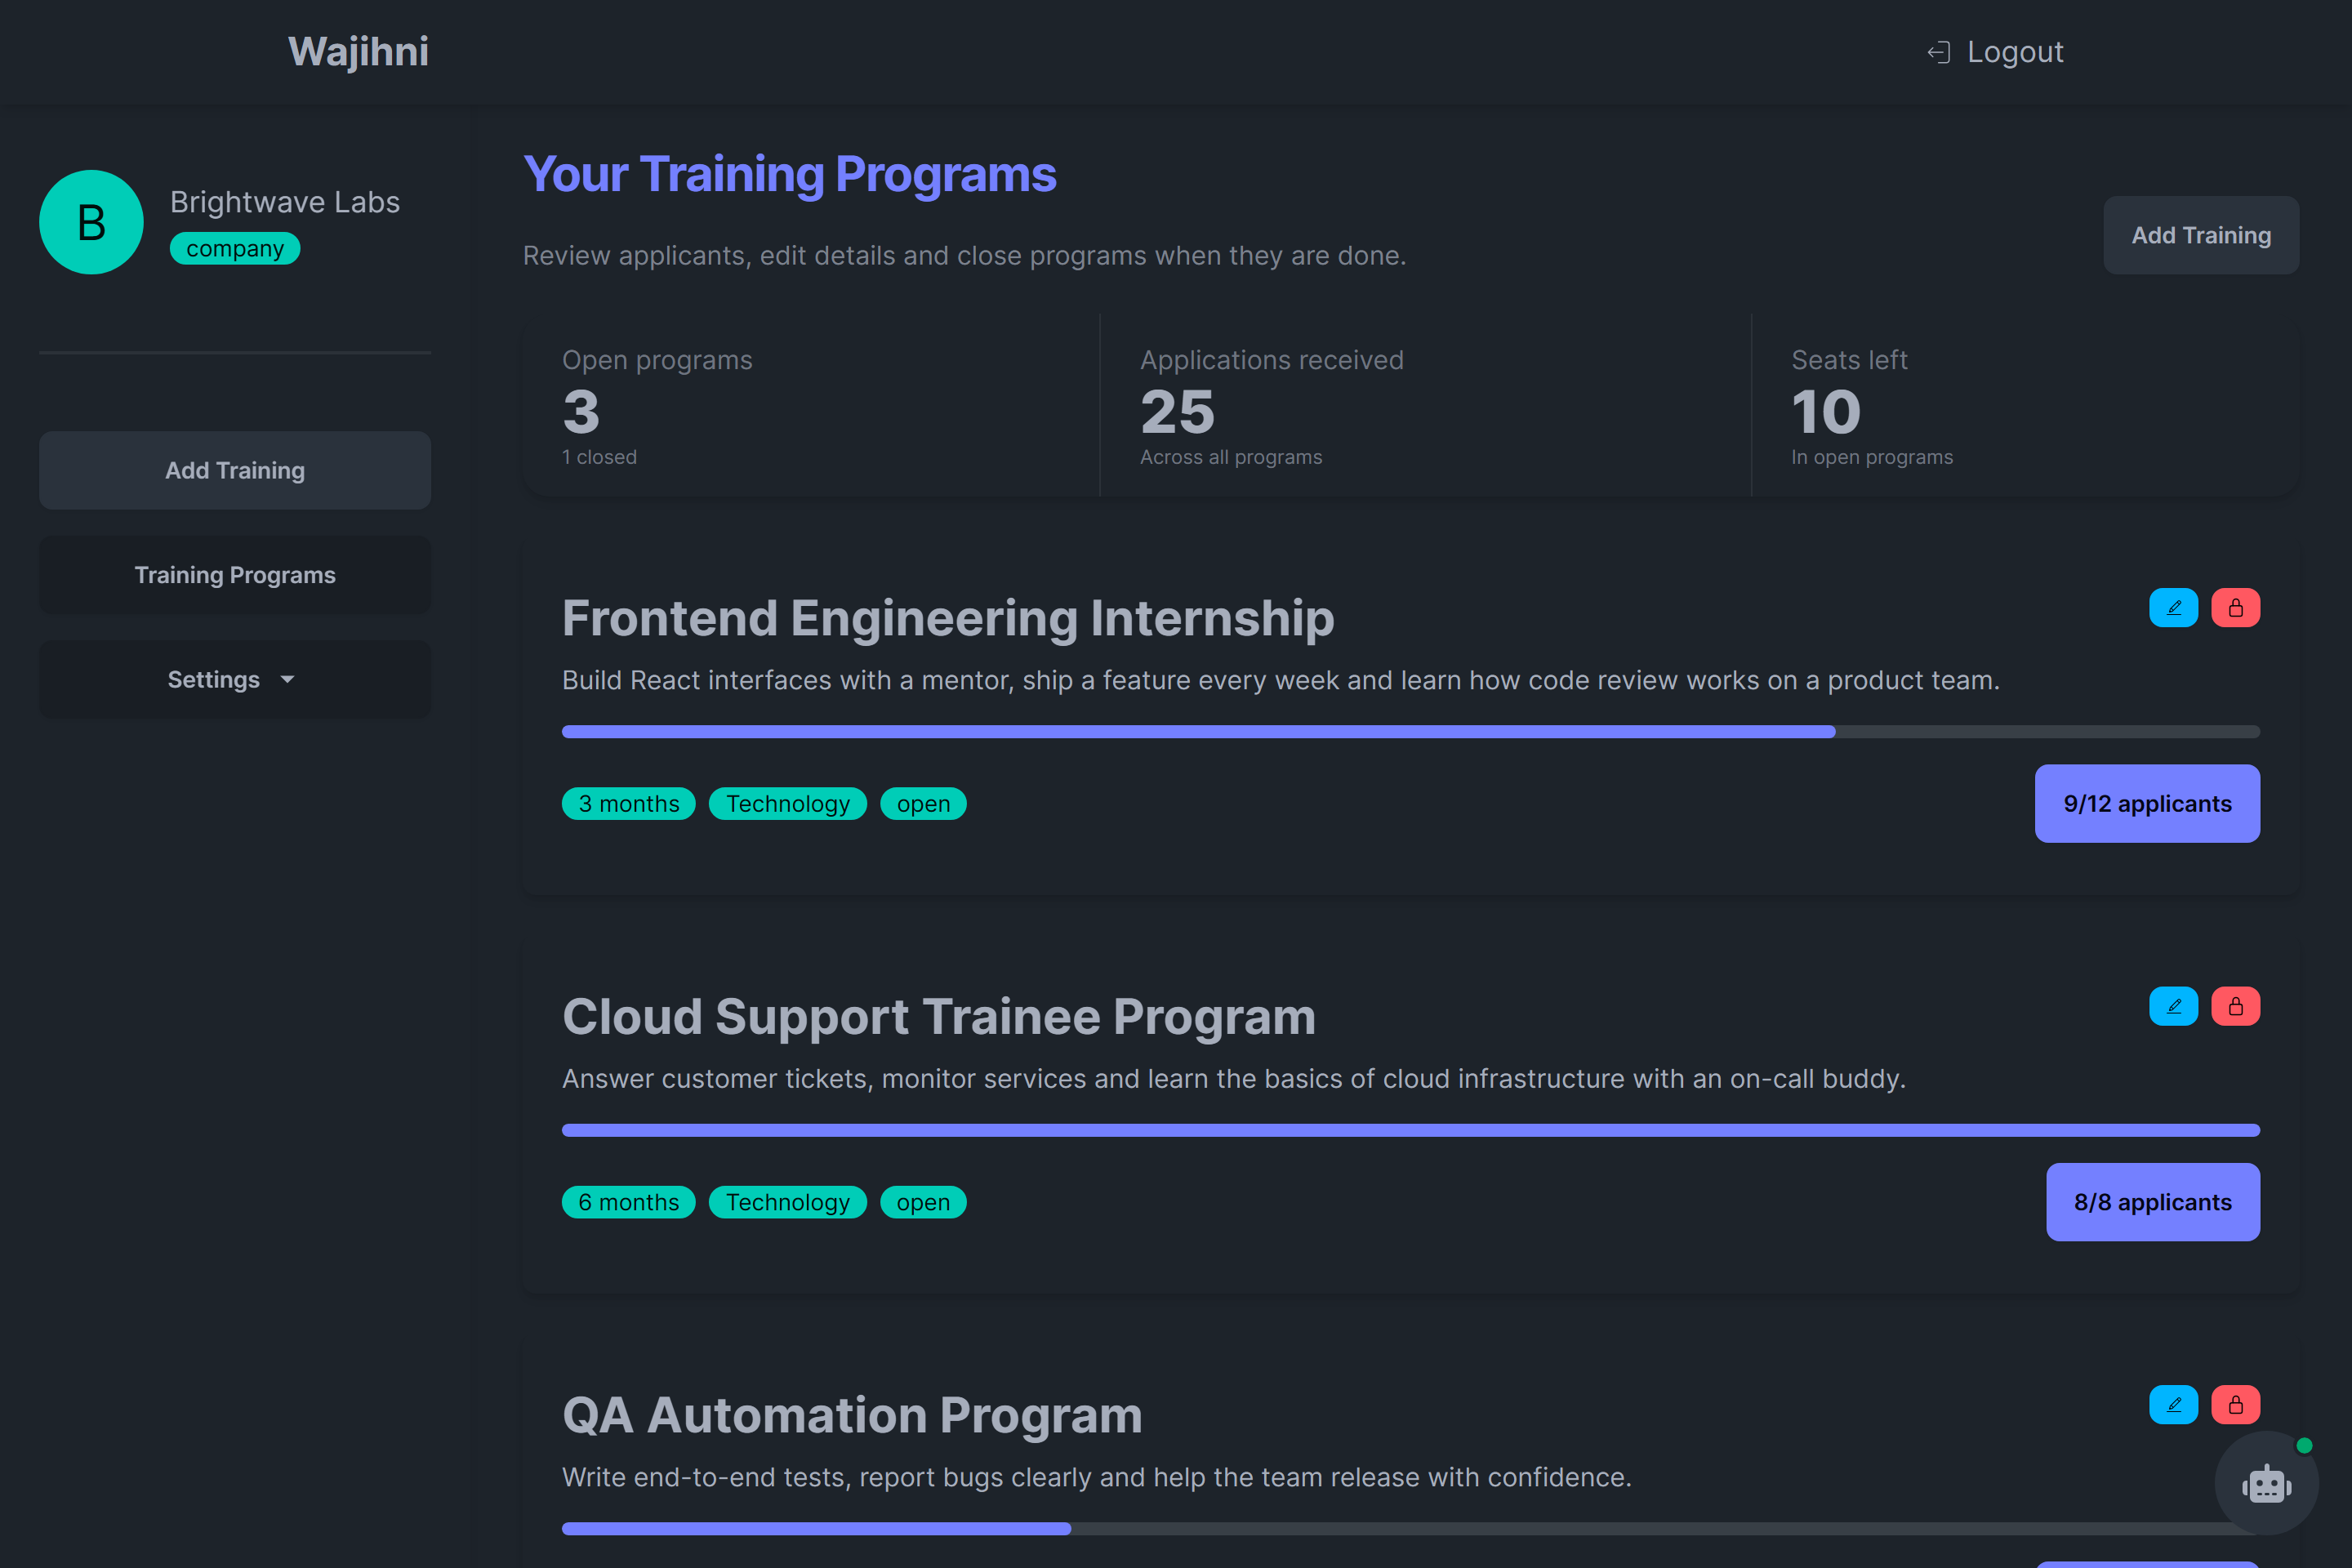 Wajihni
Logout
B
Brightwave Labs
company
Add Training
Training Programs
Settings
Your Training Programs
Review applicants, edit details and close programs when they are done.
Add Training
Open programs
3
1 closed
Applications received
25
Across all programs
Seats left
10
In open programs
Frontend Engineering Internship
Build React interfaces with a mentor, ship a feature every week and learn how code review works on a product team.
3 months
Technology
open
9/12 applicants
Cloud Support Trainee Program
Answer customer tickets, monitor services and learn the basics of cloud infrastructure with an on-call buddy.
6 months
Technology
open
8/8 applicants
QA Automation Program
Write end-to-end tests, report bugs clearly and help the team release with confidence.